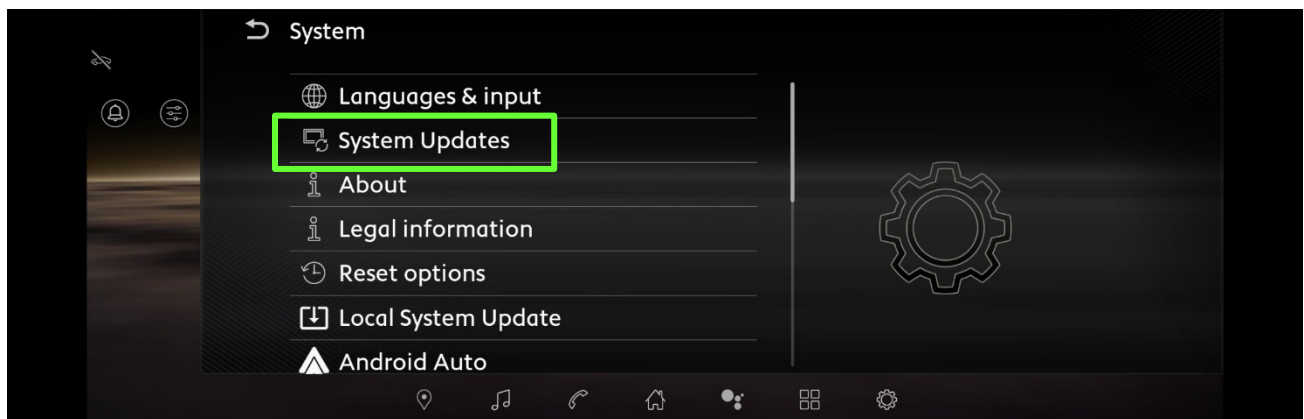 System
Languages & input
System Updates
About
Legal information
Reset options
Local System Update
Android Auto